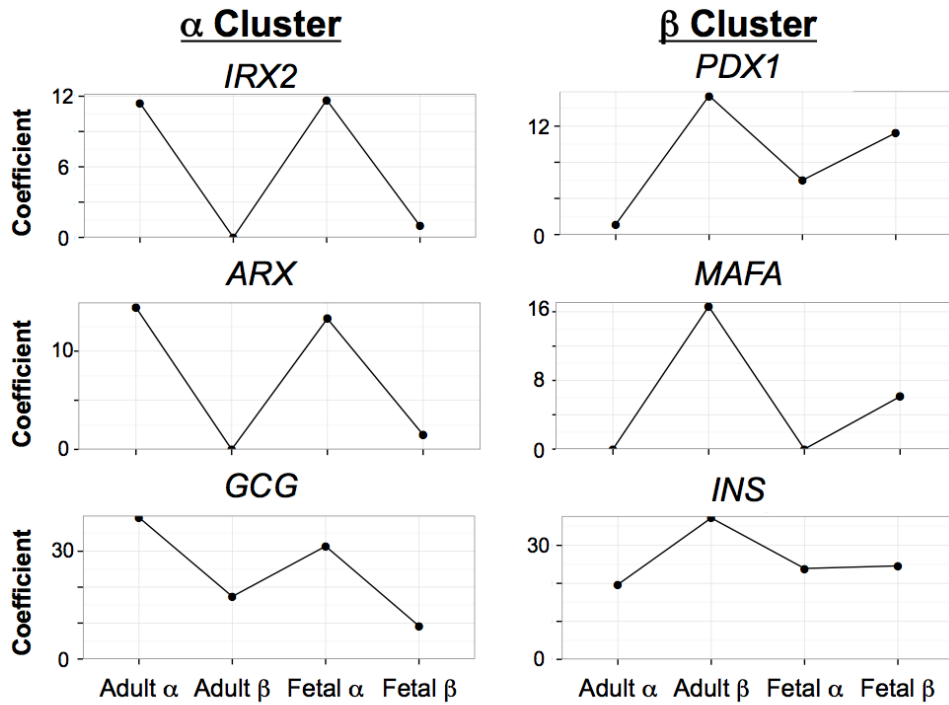 α Cluster
β Cluster
IRX2
PDX1
Coefficient
12
6
0
12
0
ARX
MAFA
Coefficient
10
0
16
8
0
GCG
INS
Coefficient
30
0
30
0
Adult α Adult β Fetal α Fetal β
Adult α Adult β Fetal α Fetal β